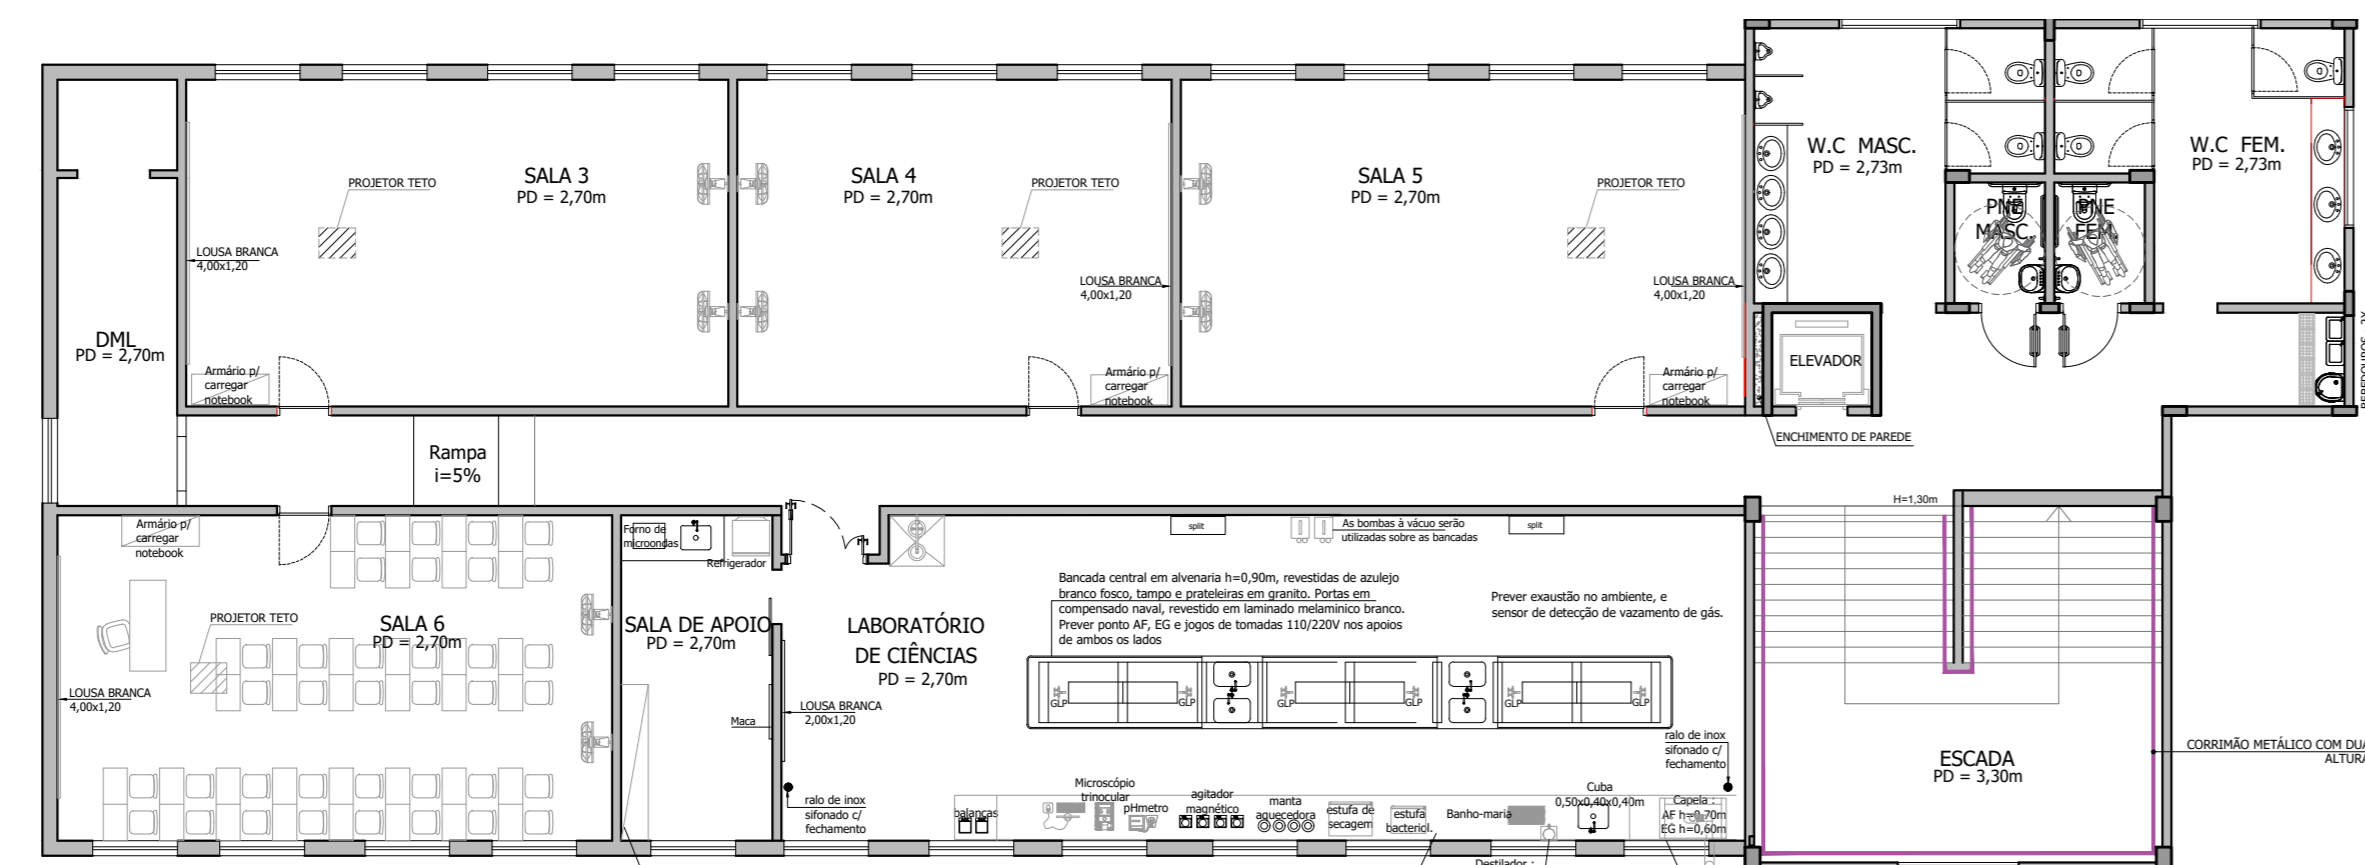 SALA 3
PD = 2,70m
PROJETOR TETO
LOUSA BRANCA
4,00x1,20
Armário p/
carregar
notebook
SALA 4
PD = 2,70m
PROJETOR TETO
LOUSA BRANCA
4,00x1,20
Armário p/
carregar
notebook
SALA 5
PD = 2,70m
PROJETOR TETO
LOUSA BRANCA
4,00x1,20
Armário p/
carregar
notebook
W.C MASC.
PD = 2,73m
W.C FEM.
PD = 2,73m
PNE
MASC.
PNE
FEM.
ELEVADOR
ENCHIMENTO DE PAREDE
DML
PD = 2,70m
Rampa
i=5%
H=1,30m
Armário p/
carregar
notebook
PROJETOR TETO
SALA 6
PD = 2,70m
LOUSA BRANCA
4,00x1,20
Forno de
microondas
Refrigerador
SALA DE APOIO
PD = 2,70m
Maca
LABORATÓRIO
DE CIÊNCIAS
PD = 2,70m
LOUSA BRANCA
2,00x1,20
ralo de inox
sifonado c/
fechamento
split
As bombas à vácuo serão
utilizadas sobre as bancadas
split
Bancada central em alvenaria h=0,90m, revestidas de azulejo
branco fosco, tampo e prateleiras em granito. Portas em
compensado naval, revestido em laminado melaminico branco.
Prever ponto AF, EG e jogos de tomadas 110/220V nos apoios
de ambos os lados
Prever exaustão no ambiente, e
sensor de detecção de vazamento de gás.
GLP
GLP
GLP
GLP
GLP
GLP
ralo de inox
sifonado c/
fechamento
balanças
Microscópio
trinocular
pHmetro
agitador
magnético
manta
aquecedora
estufa de
secagem
estufa
bacteriol.
Banho-maria
Cuba
0,50x0,40x0,40m
Capela :
AF h=0,70m
EG h=0,60m
Destilador :
ESCADA
PD = 3,30m
CORRIMÃO METÁLICO COM DUA
ALTURA